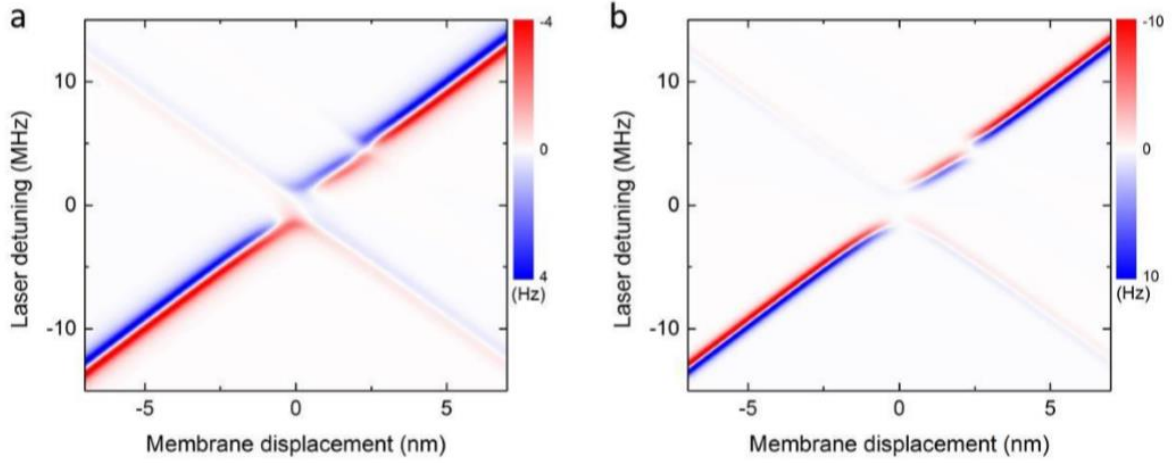 a
Laser detuning (MHz)
10
0
-10
-5
0
5
Membrane displacement (nm)
-4
0
4
(Hz)
b
Laser detuning (MHz)
10
0
-10
-5
0
5
Membrane displacement (nm)
-10
0
10
(Hz)